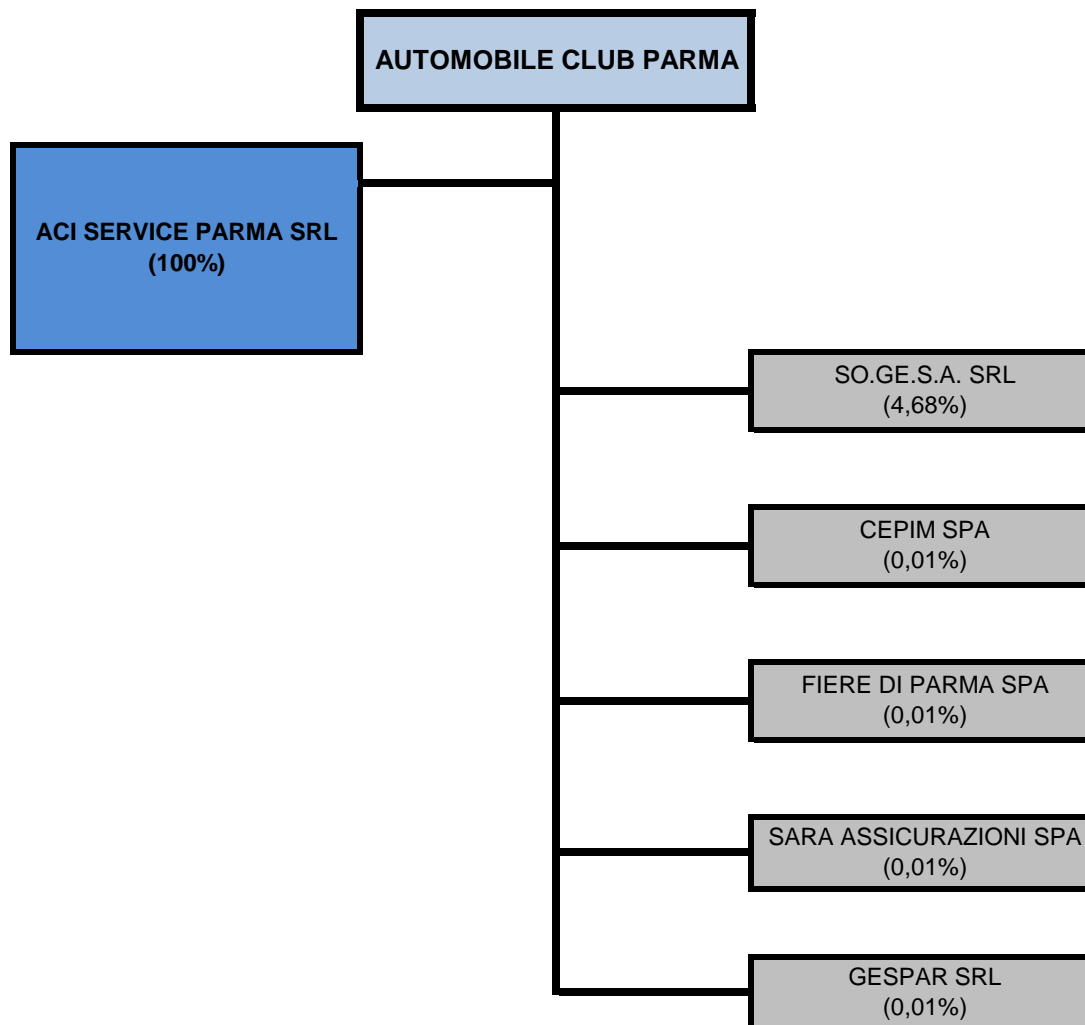 AUTOMOBILE CLUB PARMA
ACI SERVICE PARMA SRL
(100%)
SO.GE.S.A. SRL
(4,68%)
CEPIM SPA
(0,01%)
FIERE DI PARMA SPA
(0,01%)
SARA ASSICURAZIONI SPA
(0,01%)
GESPAR SRL
(0,01%)